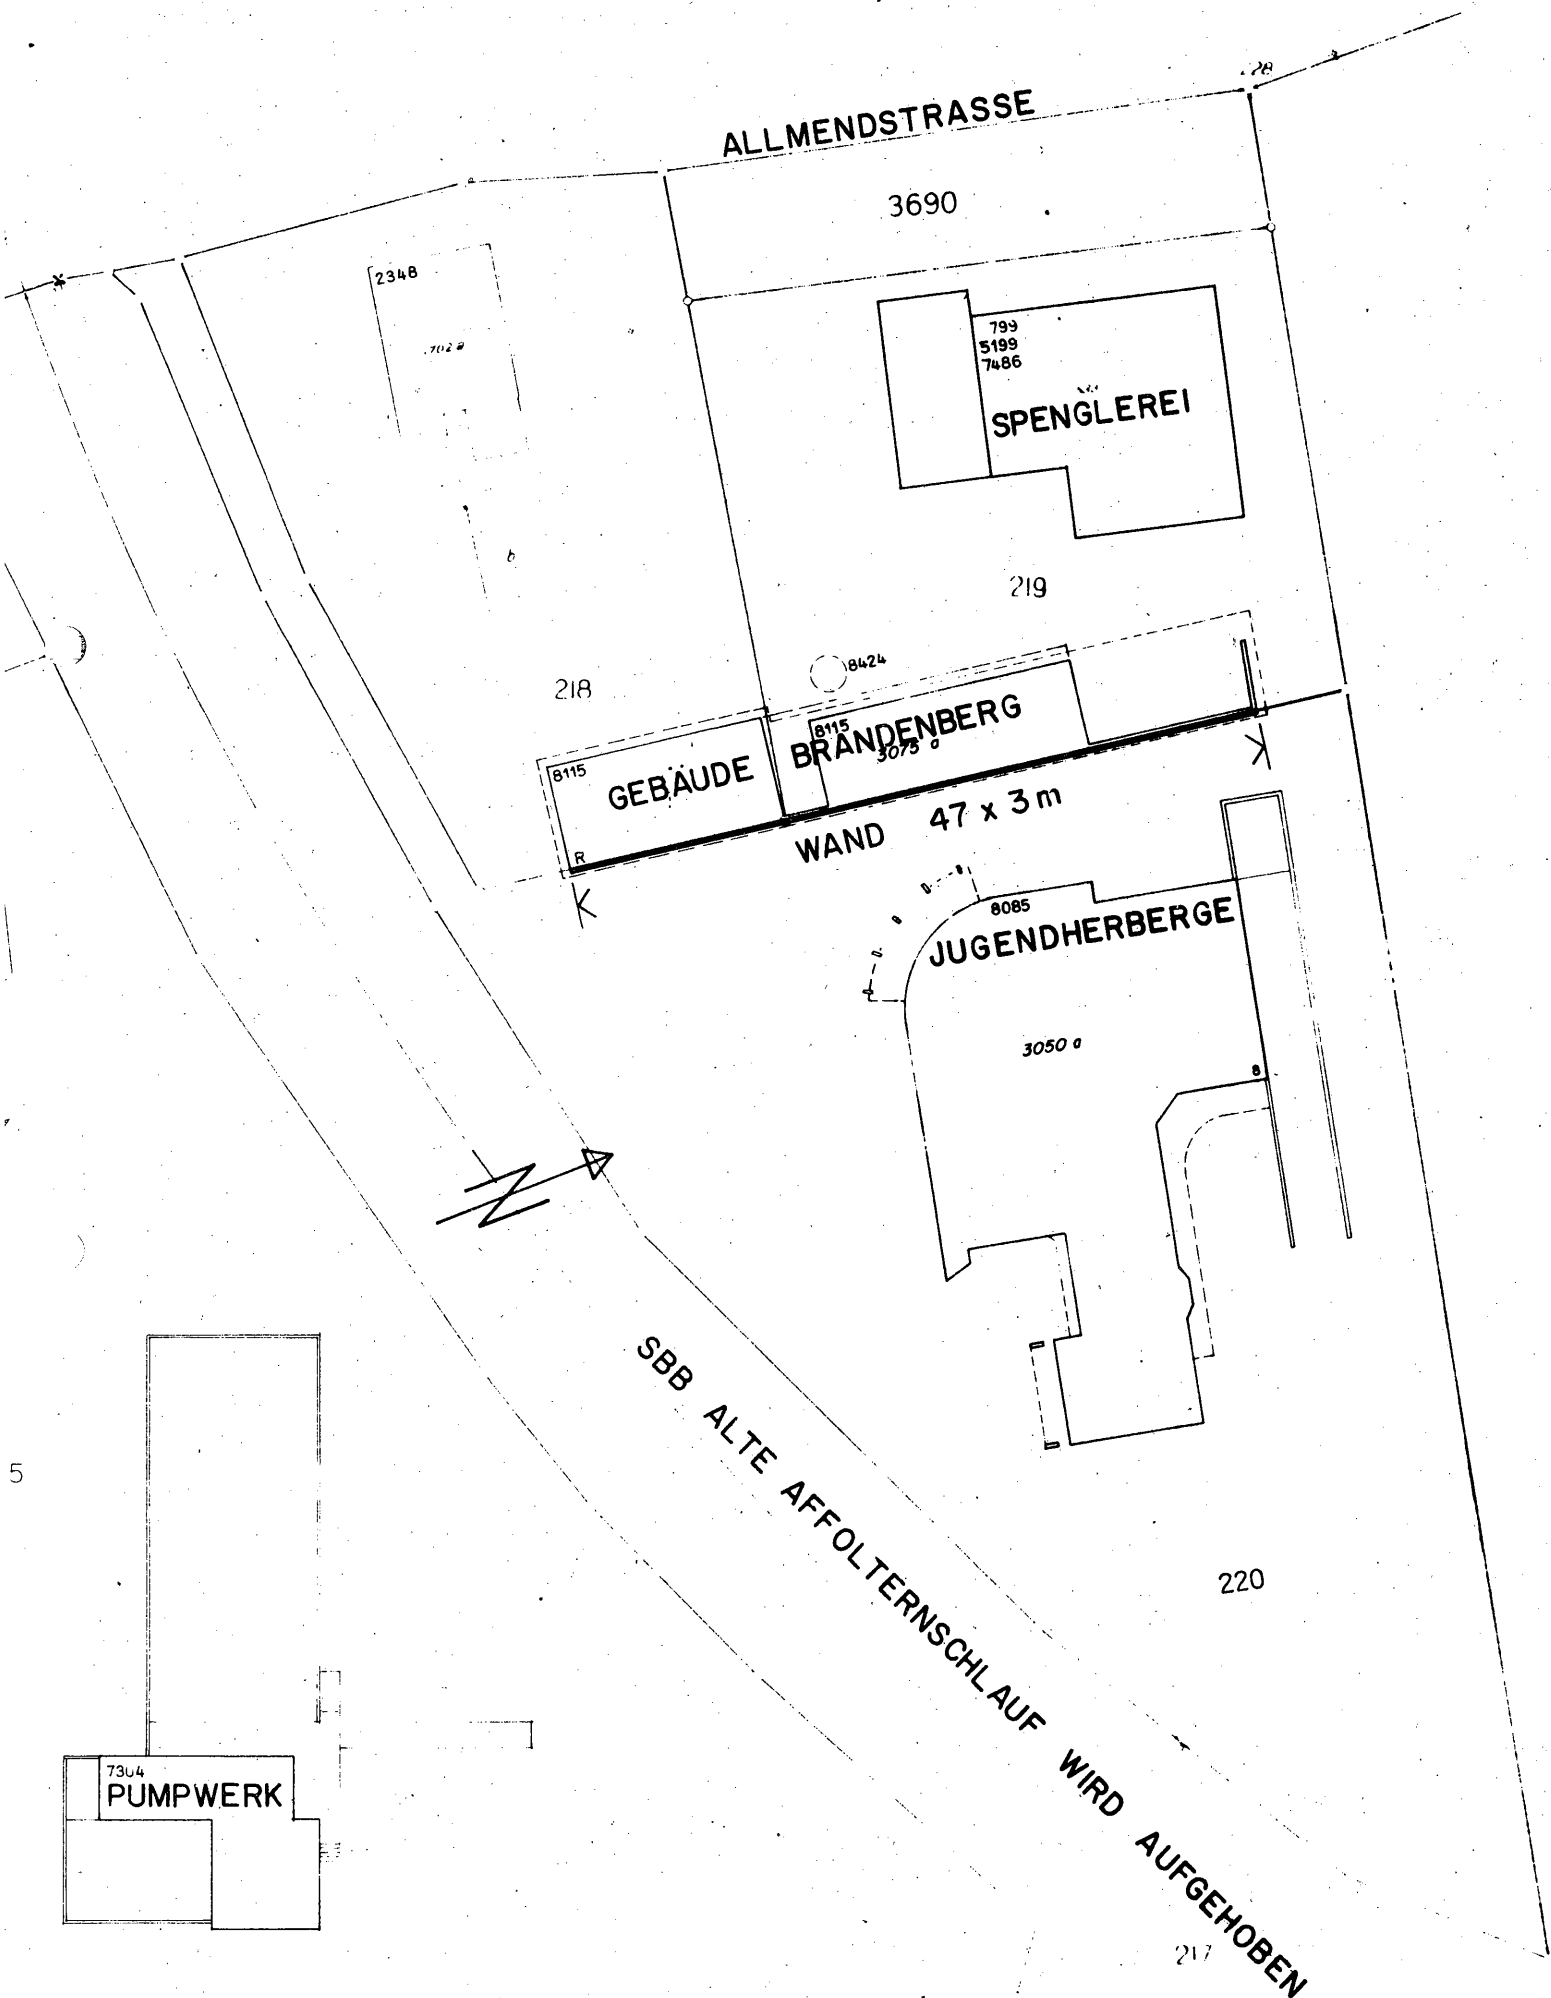 ALLMENDSTRASSE
3690
2348
799
5199
7486
SPENGLEREI
b
219
8424
218
8115
GEBÄUDE
8115
BRANDENBERG
3075 a
R
WAND 47 x 3 m
8085
JUGENDHERBERGE
3050 a
8
N
SBB ALTE AFFOLTERNSCHLAUF WIRD AUFGEHOBEN
5
220
7304
PUMPWERK
217